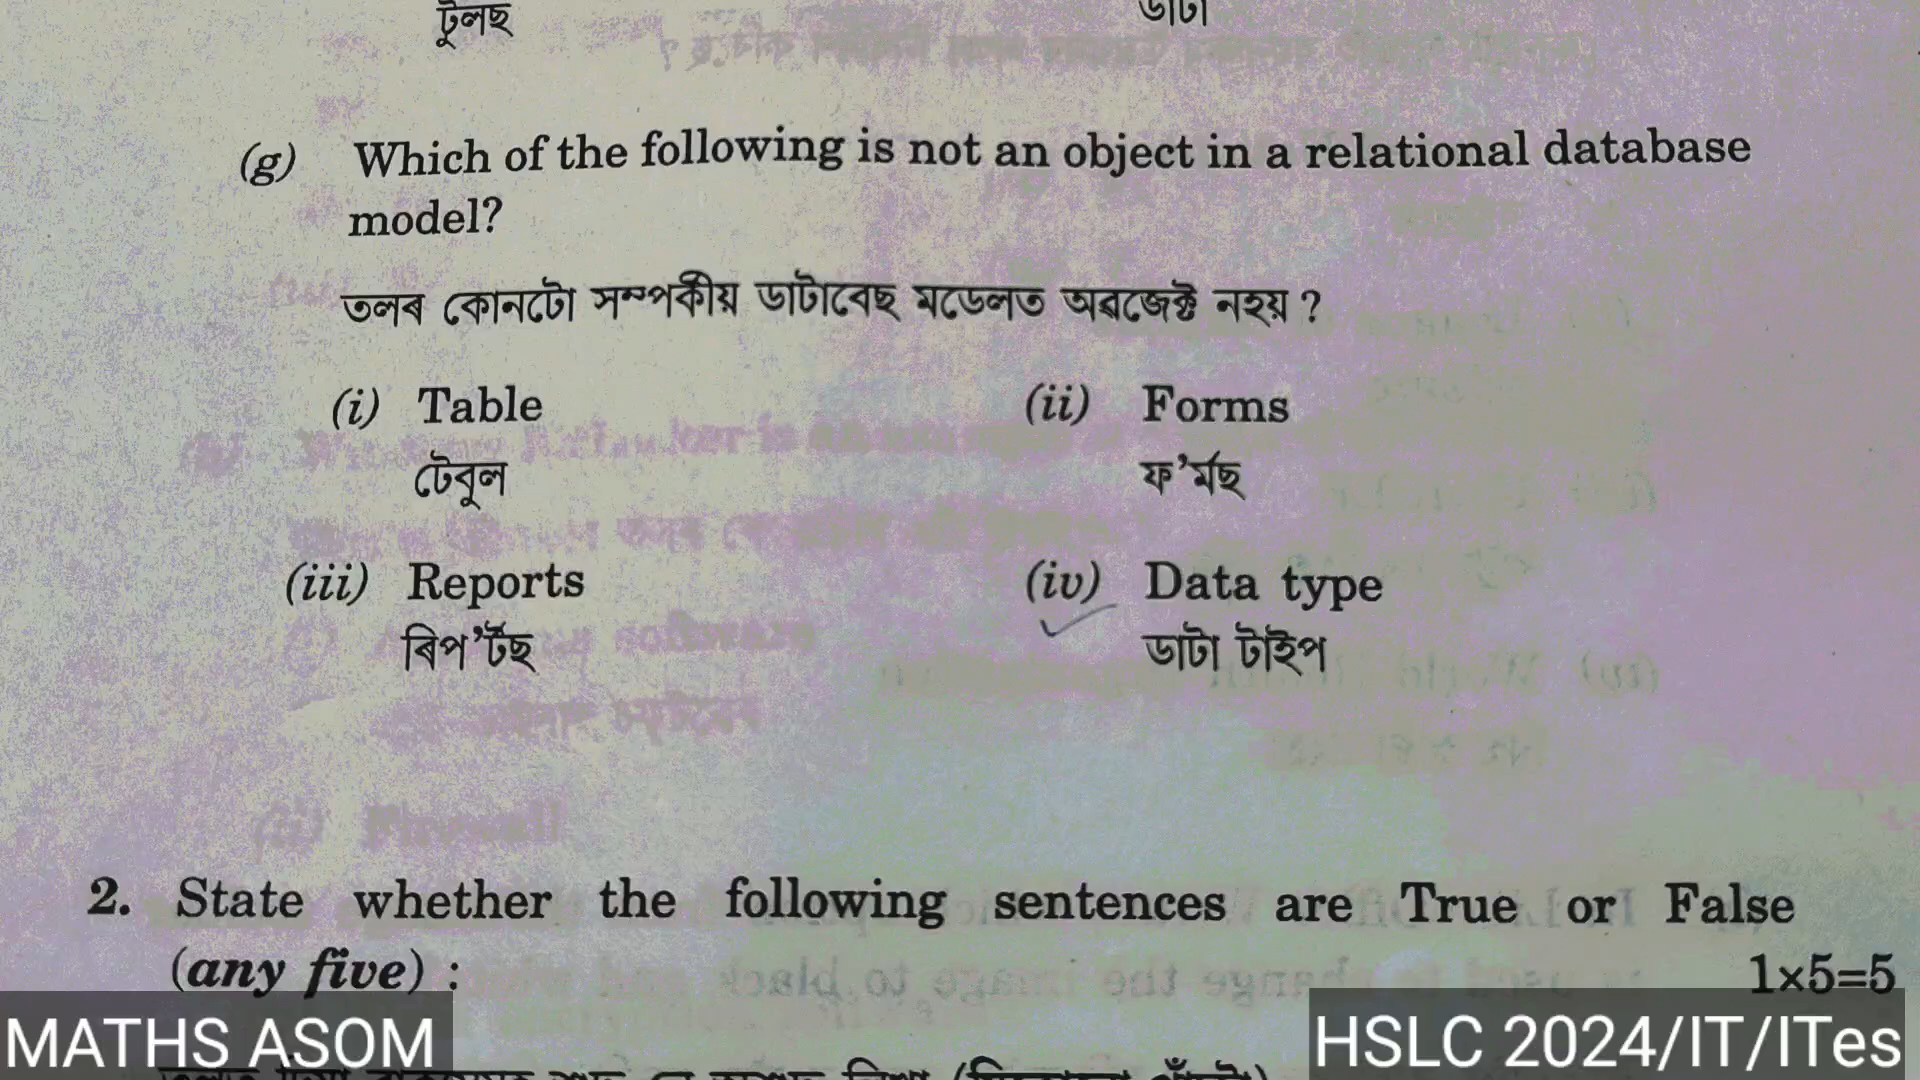 টুলছ ডাটা
(g) Which of the following is not an object in a relational database
model?
তলৰ কোনটো সম্পৰ্কীয় ডাটাবেছ মডেলত অৱজেক্ট নহয় ?
(i) Table (ii) Forms
টেবুল ফ’ৰ্মছ
(iii) Reports (iv) Data type
ৰিপ’ৰ্টছ ডাটা টাইপ
2. State whether the following sentences are True or False
(any five) : 1×5=5
MATHS ASOM HSLC 2024/IT/ITes